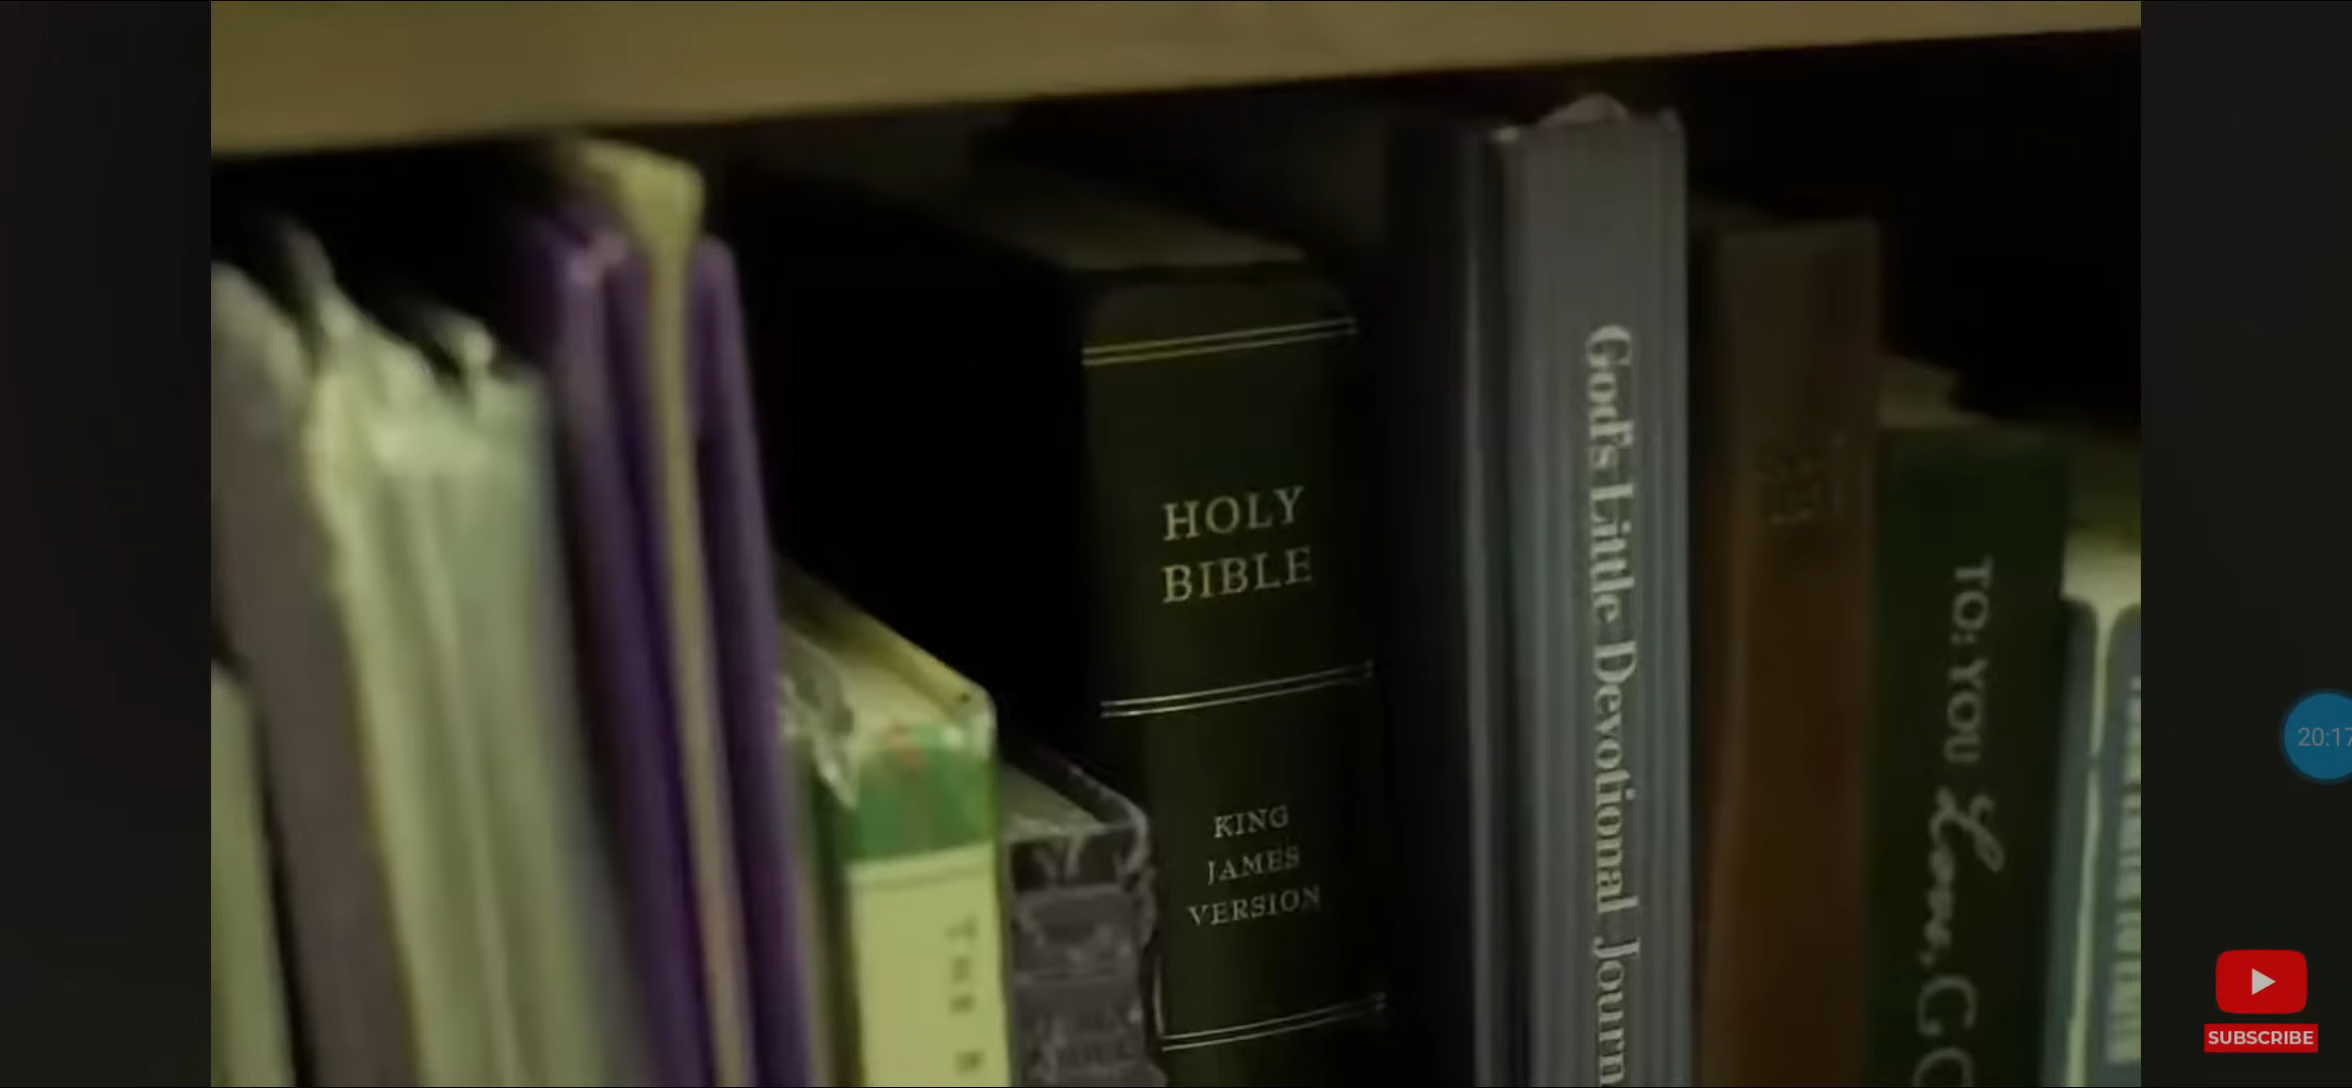 HOLY
BIBLE
KING
JAMES
VERSION
God's Little Devotional Journ
TO: YOU
Love, G
20:17
SUBSCRIBE